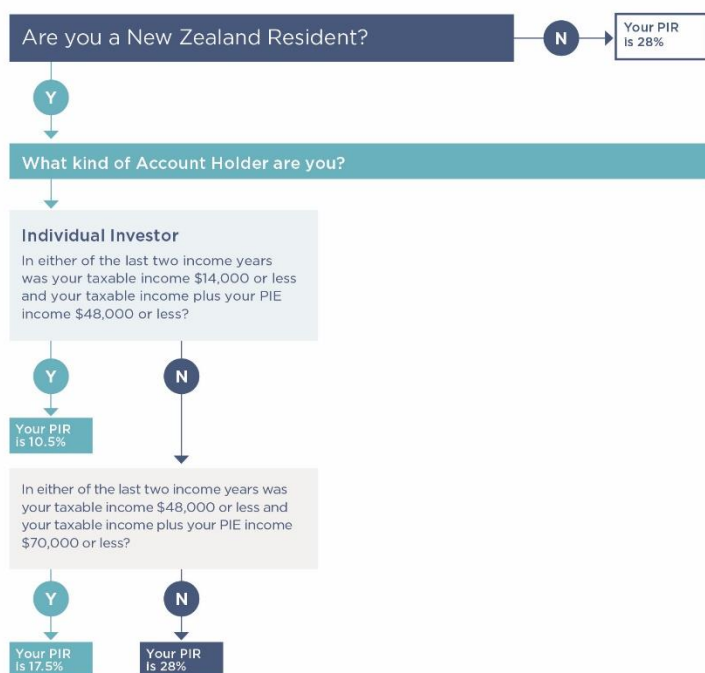 Are you a New Zealand Resident?
N
Your PIR
is 28%
Y
What kind of Account Holder are you?
Individual Investor
In either of the last two income years
was your taxable income $14,000 or less
and your taxable income plus your PIE
income $48,000 or less?
Y
N
Your PIR
is 10.5%
In either of the last two income years was
your taxable income $48,000 or less and
your taxable income plus your PIE income
$70,000 or less?
Y
N
Your PIR
is 17.5%
Your PIR
is 28%